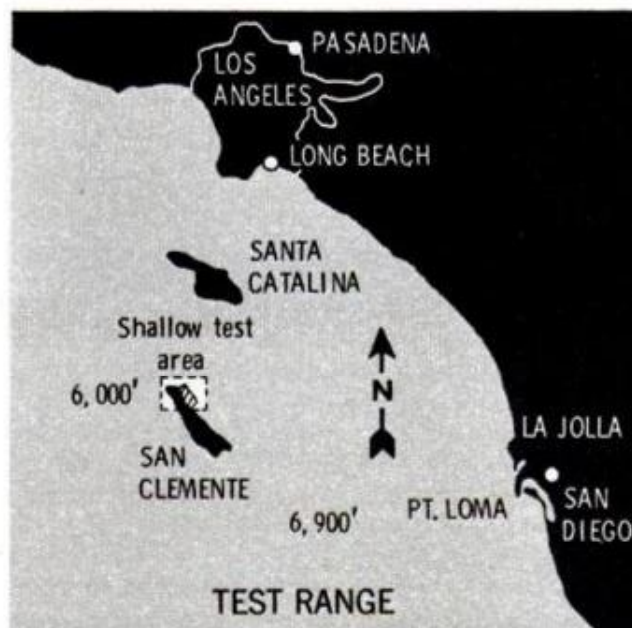 PASADENA
LOS
ANGELES
LONG BEACH
SANTA
CATALINA
Shallow test
area
6,000'
N
SAN
CLEMENTE
LA JOLLA
PT. LOMA
SAN
DIEGO
6,900'
TEST RANGE